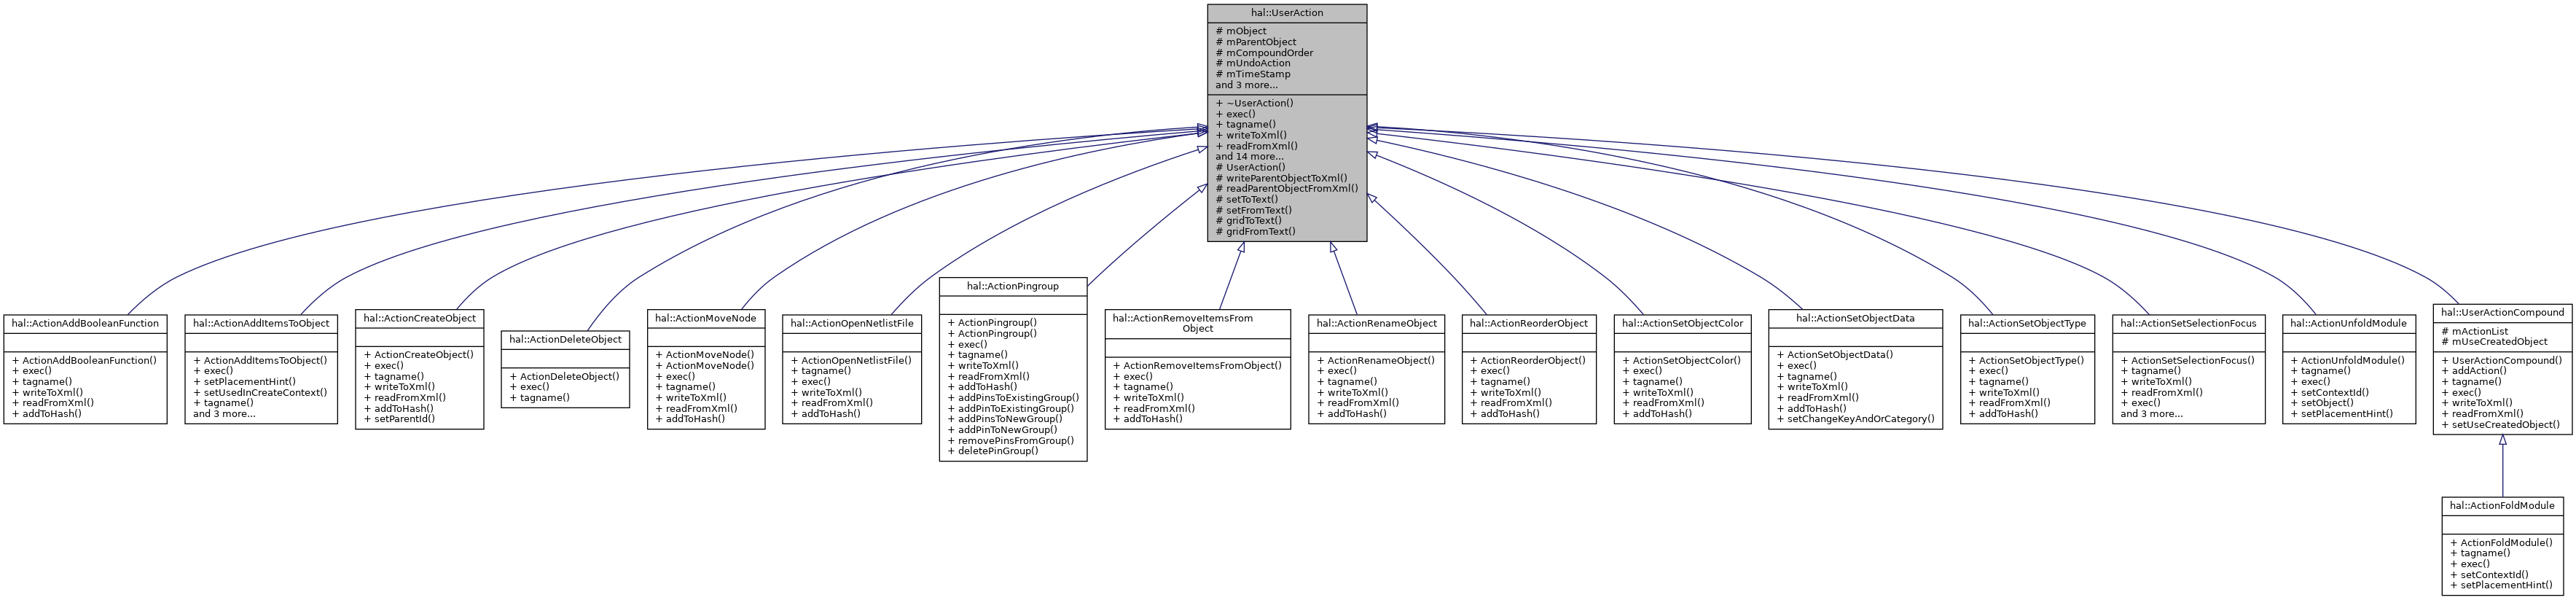 hal::UserAction
# mObject
# mParentObject
# mCompoundOrder
# mUndoAction
# mTimeStamp
and 3 more...
+ ~UserAction()
+ exec()
+ tagname()
+ writeToXml()
+ readFromXml()
and 14 more...
# UserAction()
# writeParentObjectToXml()
# readParentObjectFromXml()
# setToText()
# setFromText()
# gridToText()
# gridFromText()
hal::ActionAddBooleanFunction
+ ActionAddBooleanFunction()
+ exec()
+ tagname()
+ writeToXml()
+ readFromXml()
+ addToHash()
hal::ActionAddItemsToObject
+ ActionAddItemsToObject()
+ exec()
+ setPlacementHint()
+ setUsedInCreateContext()
+ tagname()
and 3 more...
hal::ActionCreateObject
+ ActionCreateObject()
+ exec()
+ tagname()
+ writeToXml()
+ readFromXml()
+ addToHash()
+ setParentId()
hal::ActionDeleteObject
+ ActionDeleteObject()
+ exec()
+ tagname()
hal::ActionMoveNode
+ ActionMoveNode()
+ ActionMoveNode()
+ exec()
+ tagname()
+ writeToXml()
+ readFromXml()
+ addToHash()
hal::ActionOpenNetlistFile
+ ActionOpenNetlistFile()
+ tagname()
+ exec()
+ writeToXml()
+ readFromXml()
+ addToHash()
hal::ActionPingroup
+ ActionPingroup()
+ ActionPingroup()
+ exec()
+ tagname()
+ writeToXml()
+ readFromXml()
+ addToHash()
+ addPinsToExistingGroup()
+ addPinToExistingGroup()
+ addPinsToNewGroup()
+ addPinToNewGroup()
+ removePinsFromGroup()
+ deletePinGroup()
hal::ActionRemoveItemsFrom
Object
+ ActionRemoveItemsFromObject()
+ exec()
+ tagname()
+ writeToXml()
+ readFromXml()
+ addToHash()
hal::ActionRenameObject
+ ActionRenameObject()
+ exec()
+ tagname()
+ writeToXml()
+ readFromXml()
+ addToHash()
hal::ActionReorderObject
+ ActionReorderObject()
+ exec()
+ tagname()
+ writeToXml()
+ readFromXml()
+ addToHash()
hal::ActionSetObjectColor
+ ActionSetObjectColor()
+ exec()
+ tagname()
+ writeToXml()
+ readFromXml()
+ addToHash()
hal::ActionSetObjectData
+ ActionSetObjectData()
+ exec()
+ tagname()
+ writeToXml()
+ readFromXml()
+ addToHash()
+ setChangeKeyAndOrCategory()
hal::ActionSetObjectType
+ ActionSetObjectType()
+ exec()
+ tagname()
+ writeToXml()
+ readFromXml()
+ addToHash()
hal::ActionSetSelectionFocus
+ ActionSetSelectionFocus()
+ tagname()
+ writeToXml()
+ readFromXml()
+ exec()
and 3 more...
hal::ActionUnfoldModule
+ ActionUnfoldModule()
+ tagname()
+ exec()
+ setContextId()
+ setObject()
+ setPlacementHint()
hal::UserActionCompound
# mActionList
# mUseCreatedObject
+ UserActionCompound()
+ addAction()
+ tagname()
+ exec()
+ writeToXml()
+ readFromXml()
+ setUseCreatedObject()
hal::ActionFoldModule
+ ActionFoldModule()
+ tagname()
+ exec()
+ setContextId()
+ setPlacementHint()